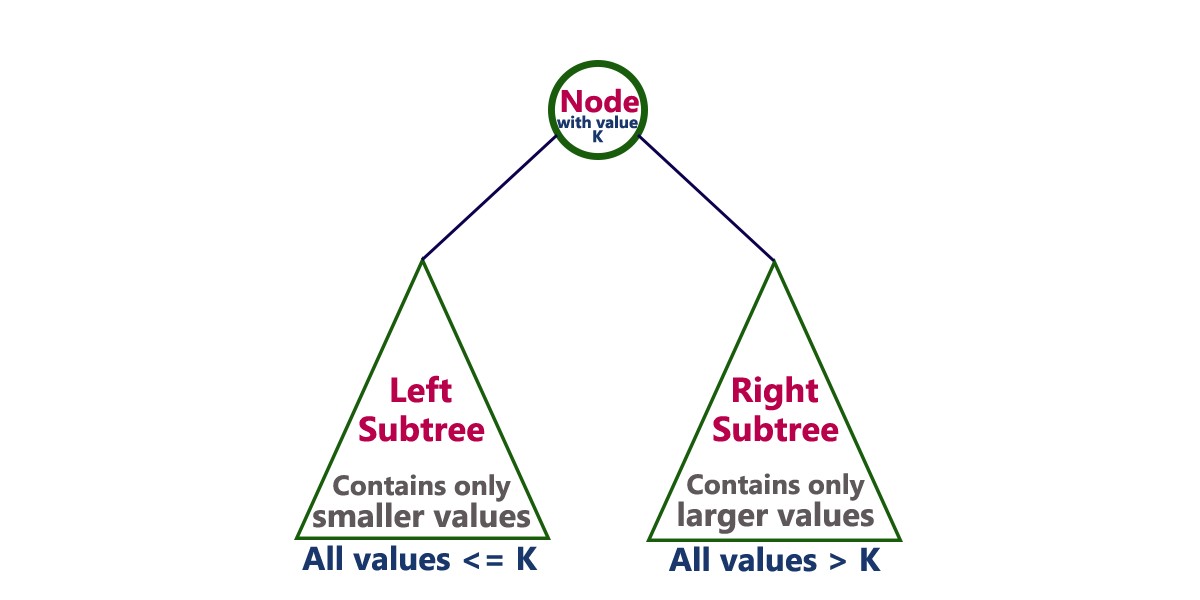 Node
with value
K
Left
Subtree
Contains only
smaller values
All values <= K
Right
Subtree
Contains only
larger values
All values > K